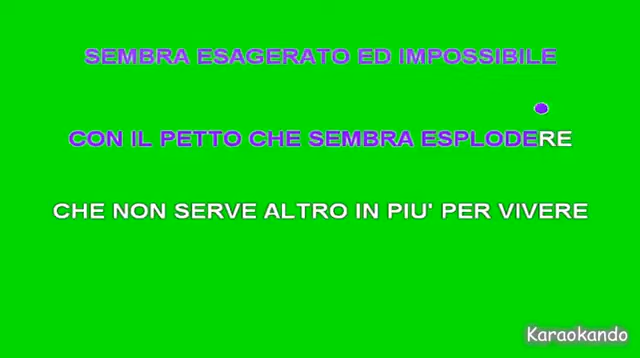 SEMBRA ESAGERATO ED IMPOSSIBILE
CON IL PETTO CHE SEMBRA ESPLODERE
CHE NON SERVE ALTRO IN PIU' PER VIVERE
Karaokando